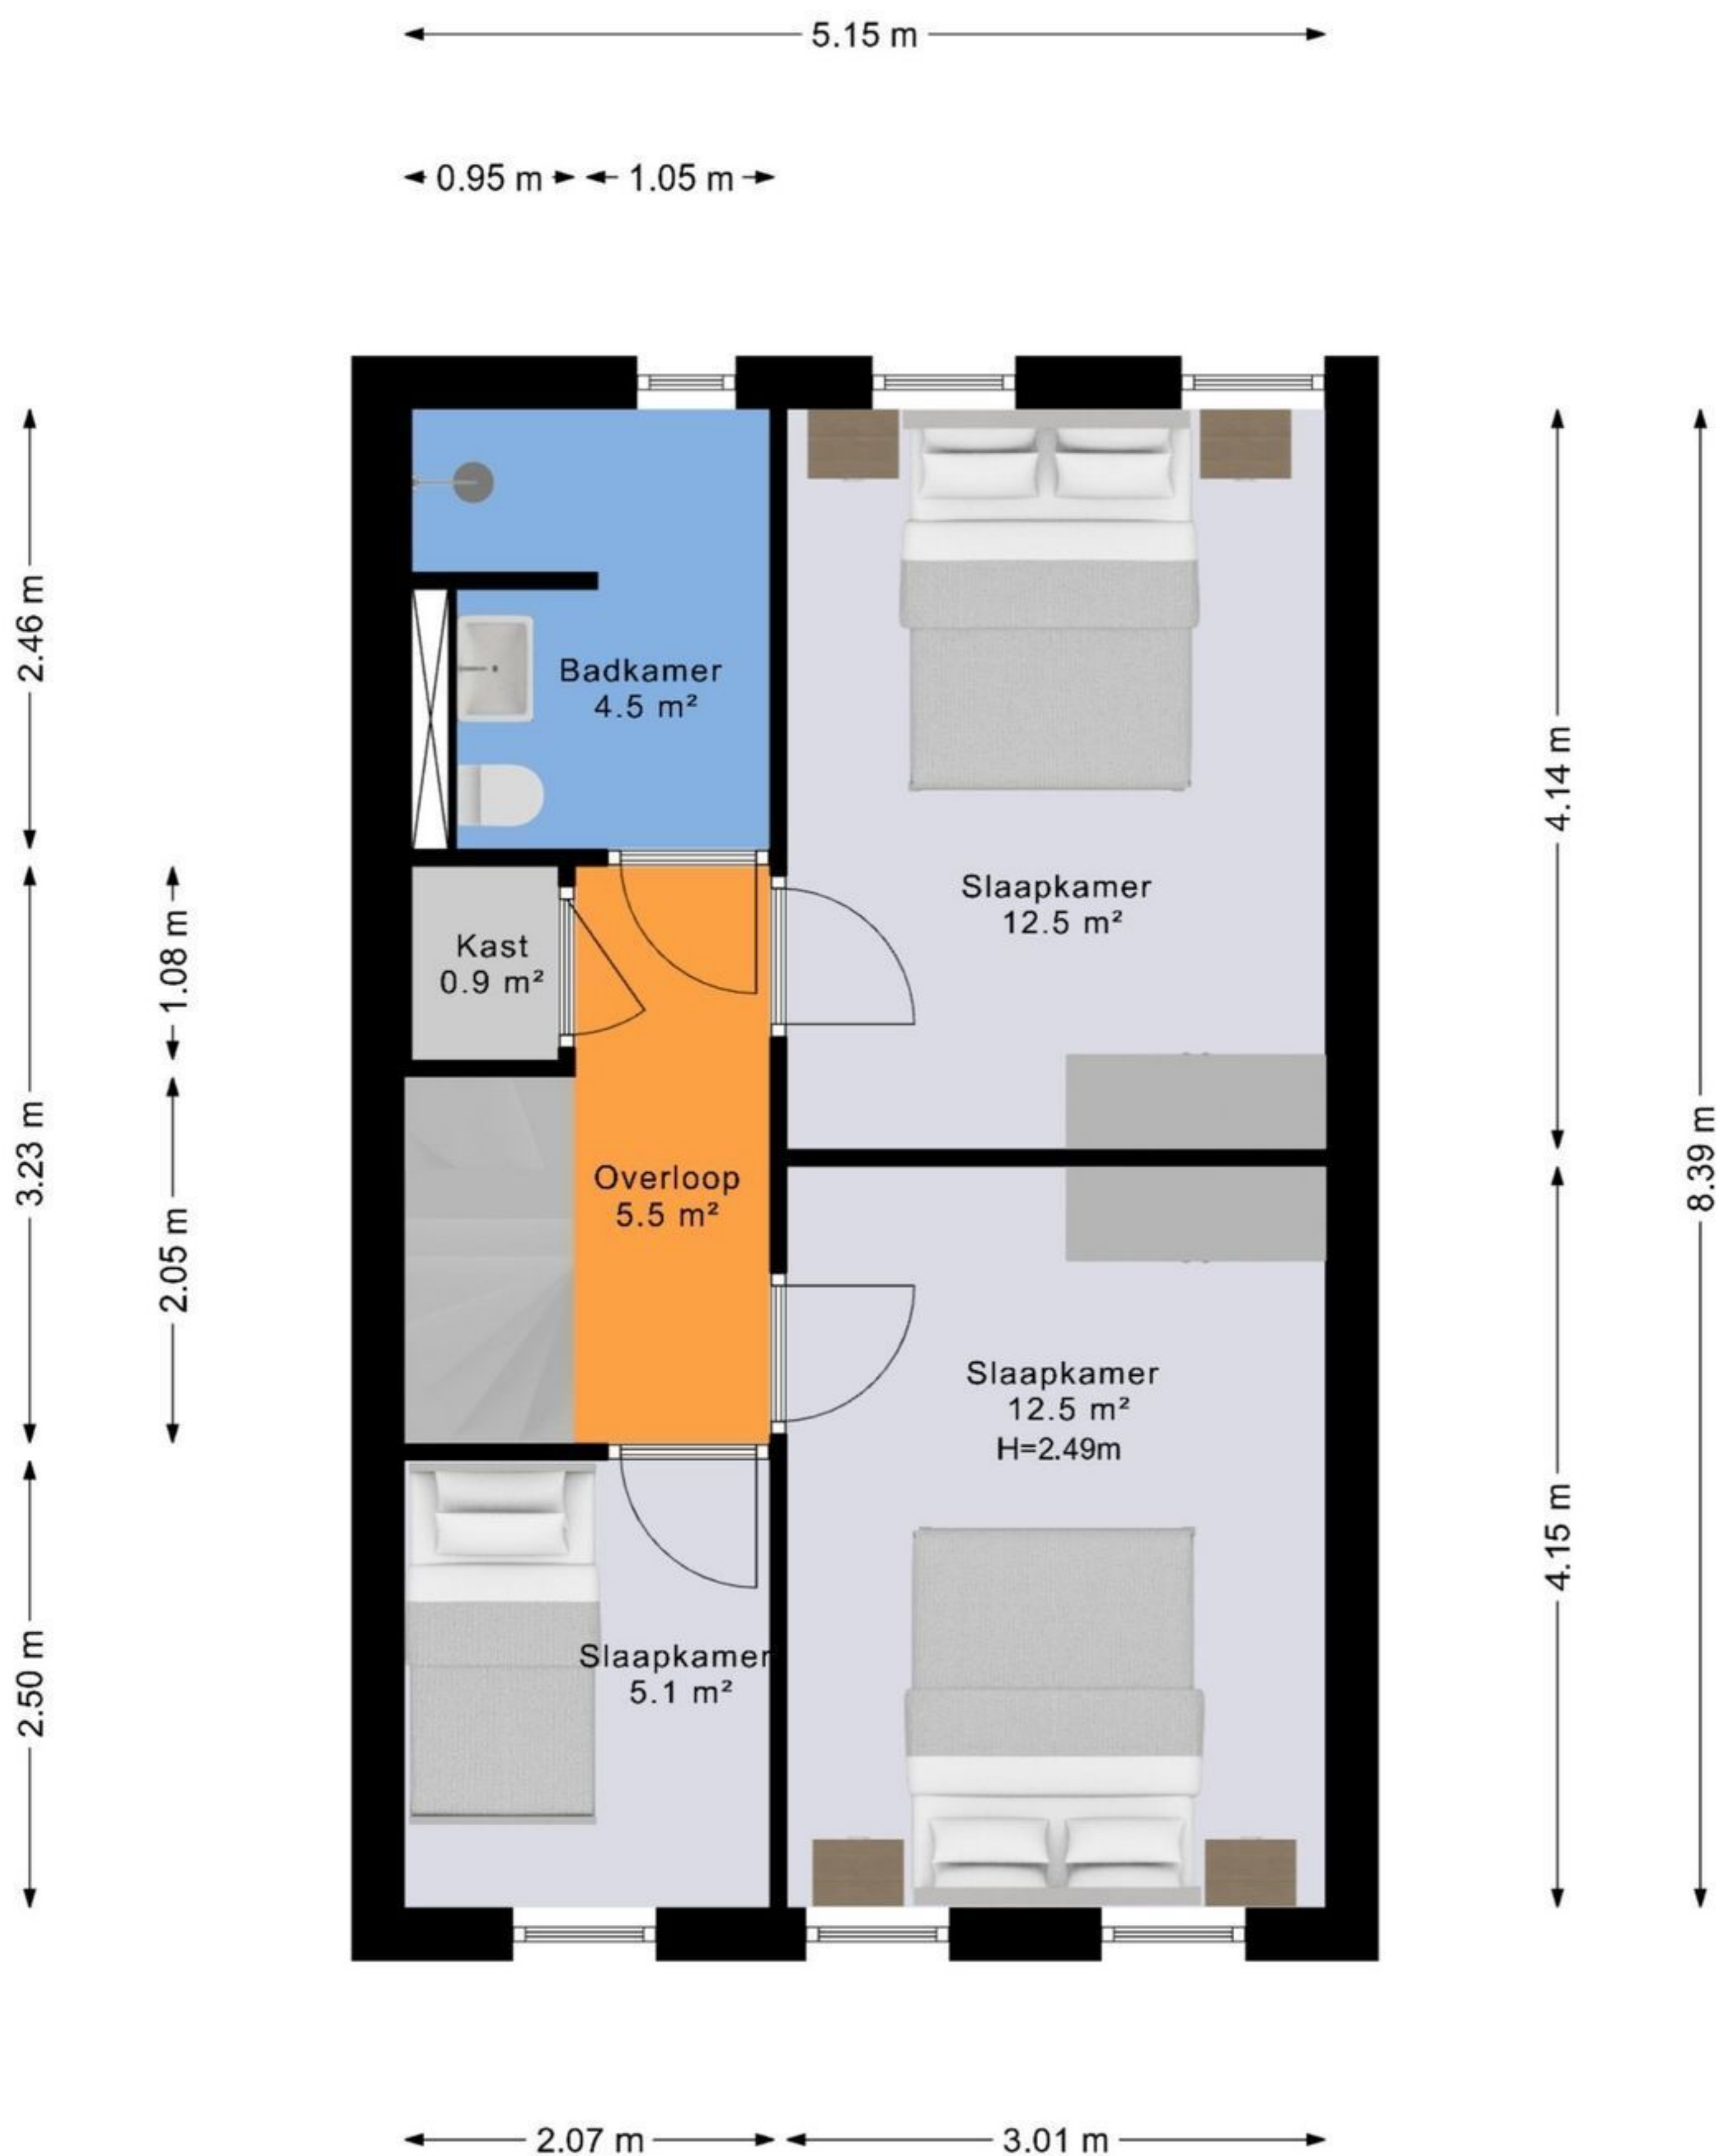 5.15 m
0.95 m
1.05 m
2.46 m
Badkamer
4.5 m²
4.14 m
Slaapkamer
12.5 m²
1.08 m
Kast
0.9 m²
3.23 m
8.39 m
Overloop
5.5 m²
2.05 m
Slaapkamer
12.5 m²
H=2.49m
4.15 m
2.50 m
Slaapkamer
5.1 m²
2.07 m
3.01 m